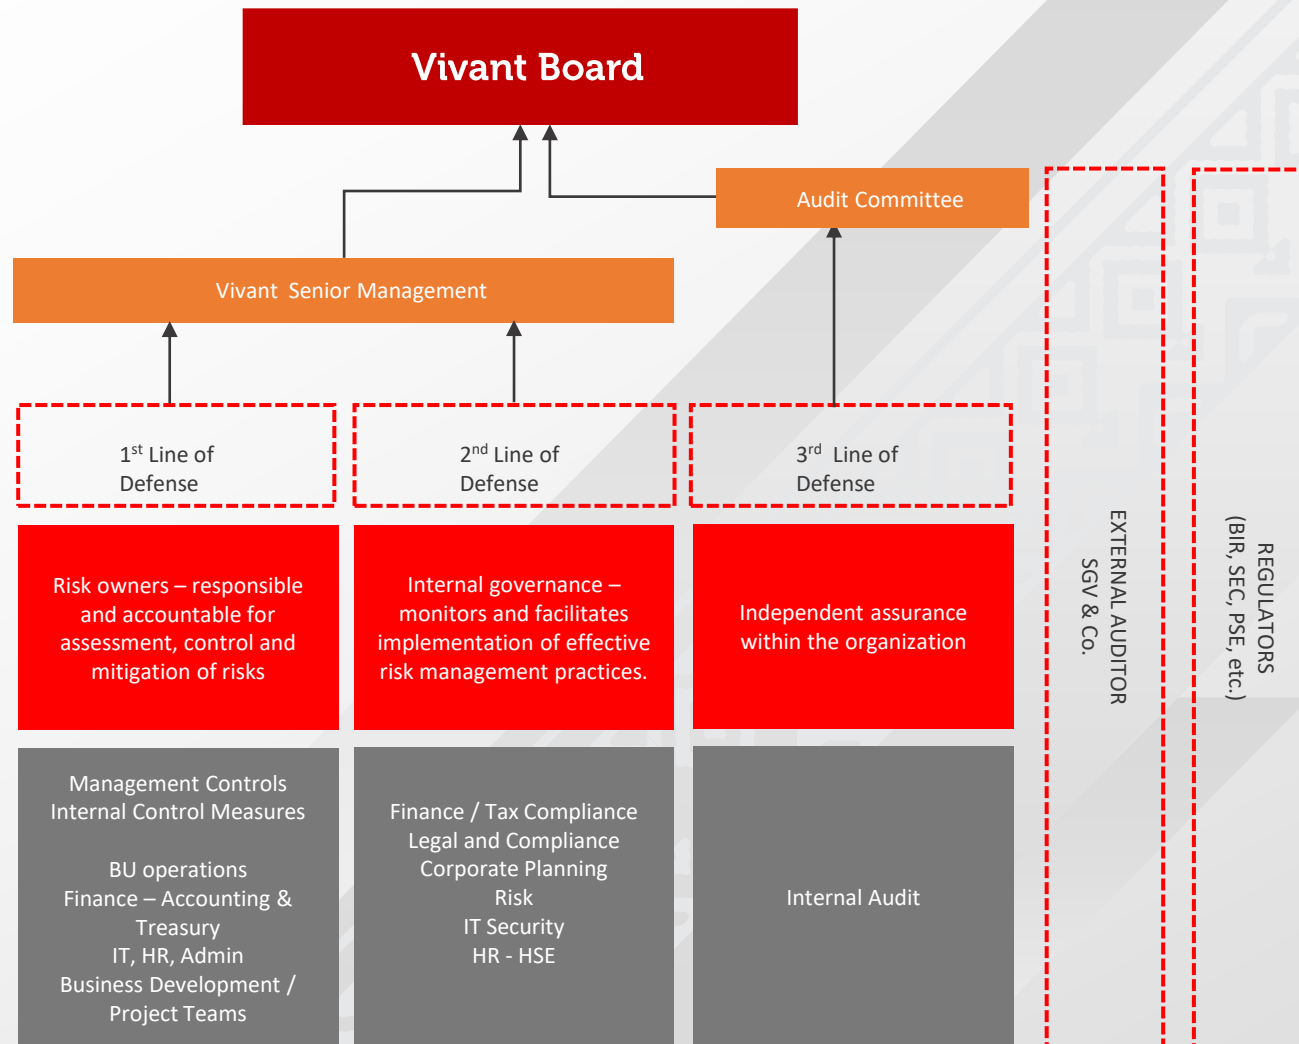 Vivant Board
Audit Committee
Vivant  Senior Management
1st Line of
Defense
2nd Line of
Defense
3rd  Line of
Defense
Risk owners – responsible
and accountable for
assessment, control and
mitigation of risks
Internal governance –
monitors and facilitates
implementation of effective
risk management practices.
Independent assurance
within the organization
Management Controls
Internal Control Measures
BU operations
Finance – Accounting &
Treasury
IT, HR, Admin
Business Development /
Project Teams
Finance / Tax Compliance
Legal and Compliance
Corporate Planning
Risk
IT Security
HR - HSE
Internal Audit
EXTERNAL AUDITOR
SGV & Co.
REGULATORS
(BIR, SEC, PSE, etc.)